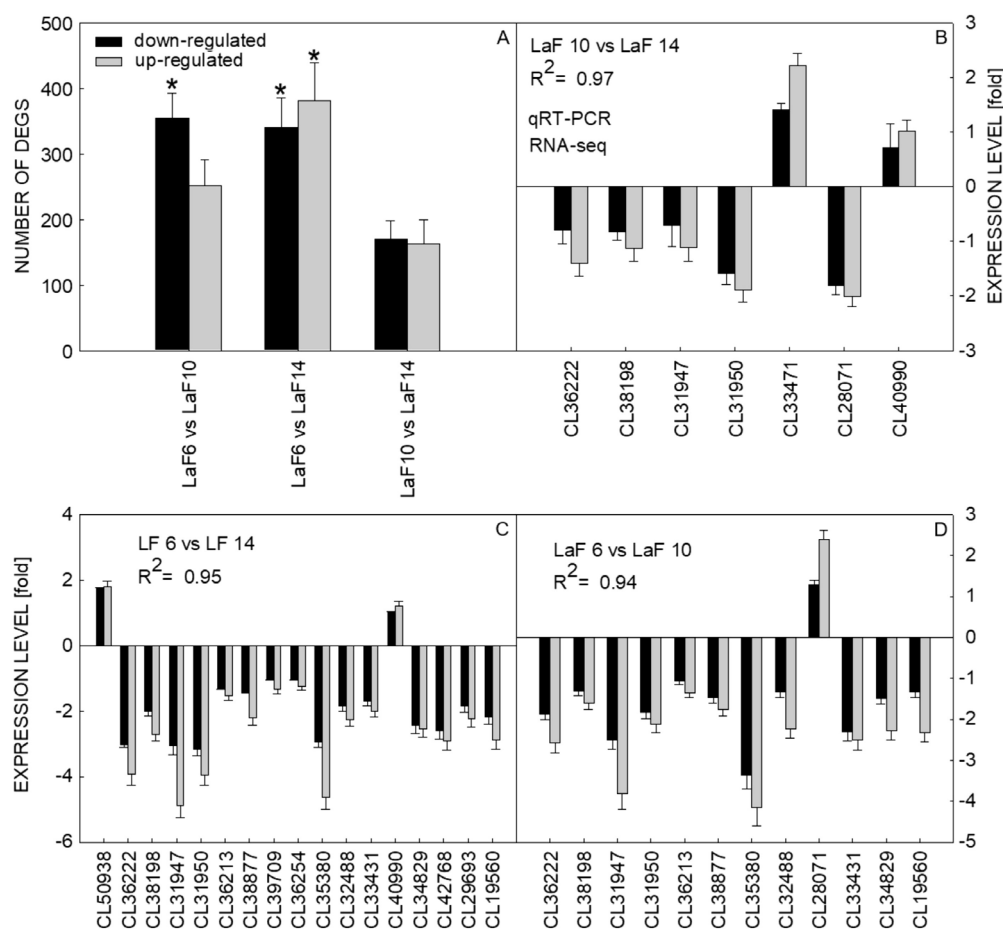 A
down-regulated
up-regulated
NUMBER OF DEGS
500
400
300
200
100
0
*
*
*
LaF6 vs LaF10
LaF6 vs LaF14
LaF10 vs LaF14
B
LaF 10 vs LaF 14
R2= 0.97
qRT-PCR
RNA-seq
3
2
1
0
-1
-2
-3
EXPRESSION LEVEL [fold]
CL36222
CL38198
CL31947
CL31950
CL33471
CL28071
CL40990
C
LF 6 vs LF 14
R2= 0.95
EXPRESSION LEVEL [fold]
4
2
0
-2
-4
-6
CL50938
CL36222
CL38198
CL31947
CL31950
CL36213
CL38877
CL39709
CL36254
CL35380
CL32488
CL33431
CL40990
CL34829
CL42768
CL29693
CL19560
D
LaF 6 vs LaF 10
R2= 0.94
3
2
1
0
-1
-2
-3
-4
-5
EXPRESSION LEVEL [fold]
CL36222
CL38198
CL31947
CL31950
CL36213
CL38877
CL35380
CL32488
CL28071
CL33431
CL34829
CL19560